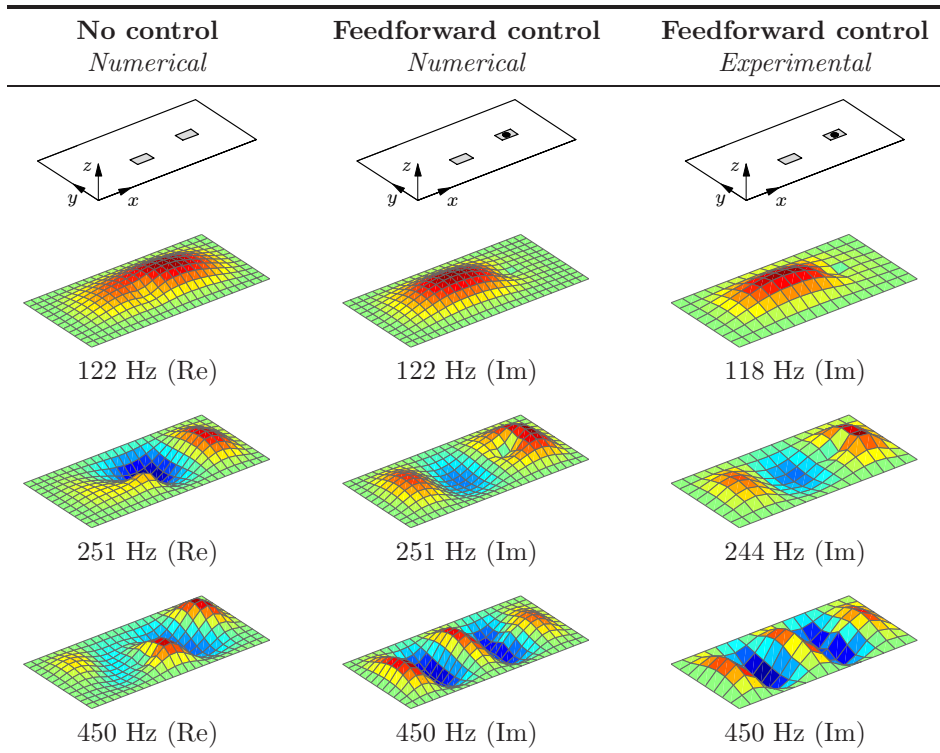 No control Feedforward control Feedforward control
Numerical Numerical Experimental
z y x z y x z y x
122 Hz (Re) 122 Hz (Im) 118 Hz (Im)
251 Hz (Re) 251 Hz (Im) 244 Hz (Im)
450 Hz (Re) 450 Hz (Im) 450 Hz (Im)